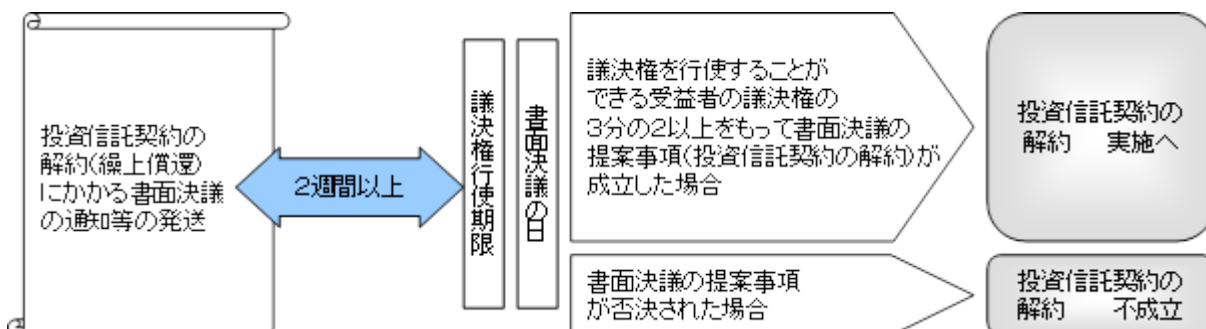 投資信託契約の
解約(繰上償還)
にかかる書面決議
の通知等の発送
2週間以上
議決権行使期限
書面決議の日
議決権を行使することが
できる受益者の議決権の
3分の2以上をもって書面決議の
提案事項(投資信託契約の解約)が
成立した場合
投資信託契約の
解約　実施へ
書面決議の提案事項
が否決された場合
投資信託契約の
解約　不成立